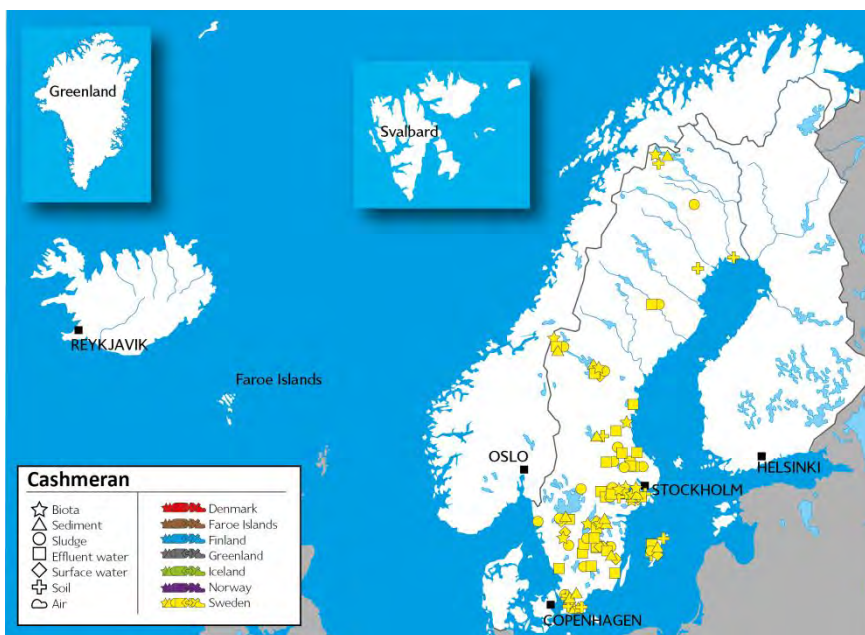 Greenland
Svalbard
REYKJAVIK
Faroe Islands
OSLO
HELSINKI
STOCKHOLM
COPENHAGEN
Cashmeran
Biota
Sediment
Sludge
Effluent water
Surface water
Soil
Air
Denmark
Faroe Islands
Finland
Greenland
Iceland
Norway
Sweden